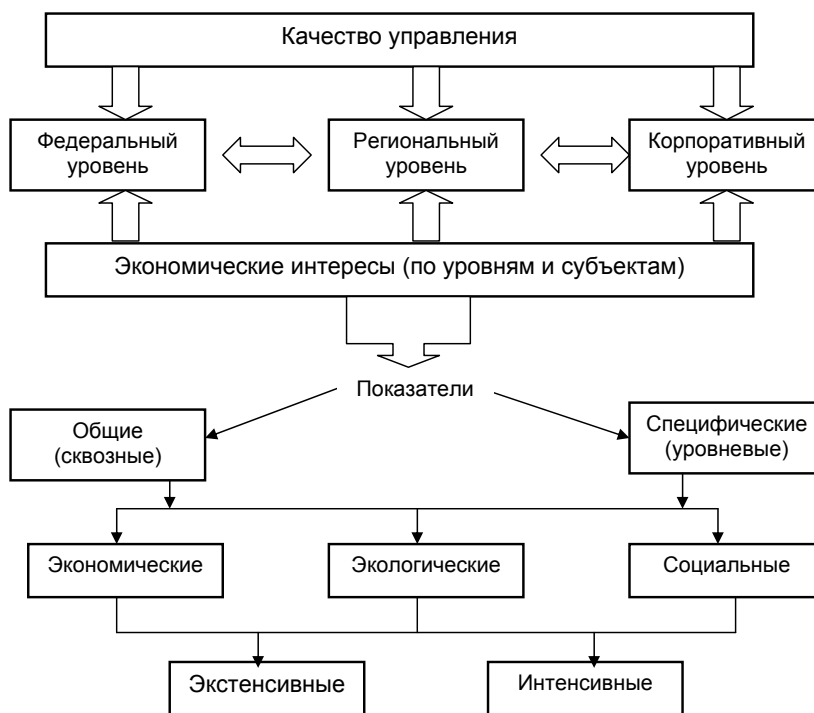 Качество управления
Федеральный
уровень
Региональный
уровень
Корпоративный
уровень
Экономические интересы (по уровням и субъектам)
Показатели
Общие
(сквозные)
Специфические
(уровневые)
Экономические
Экологические
Социальные
Экстенсивные
Интенсивные